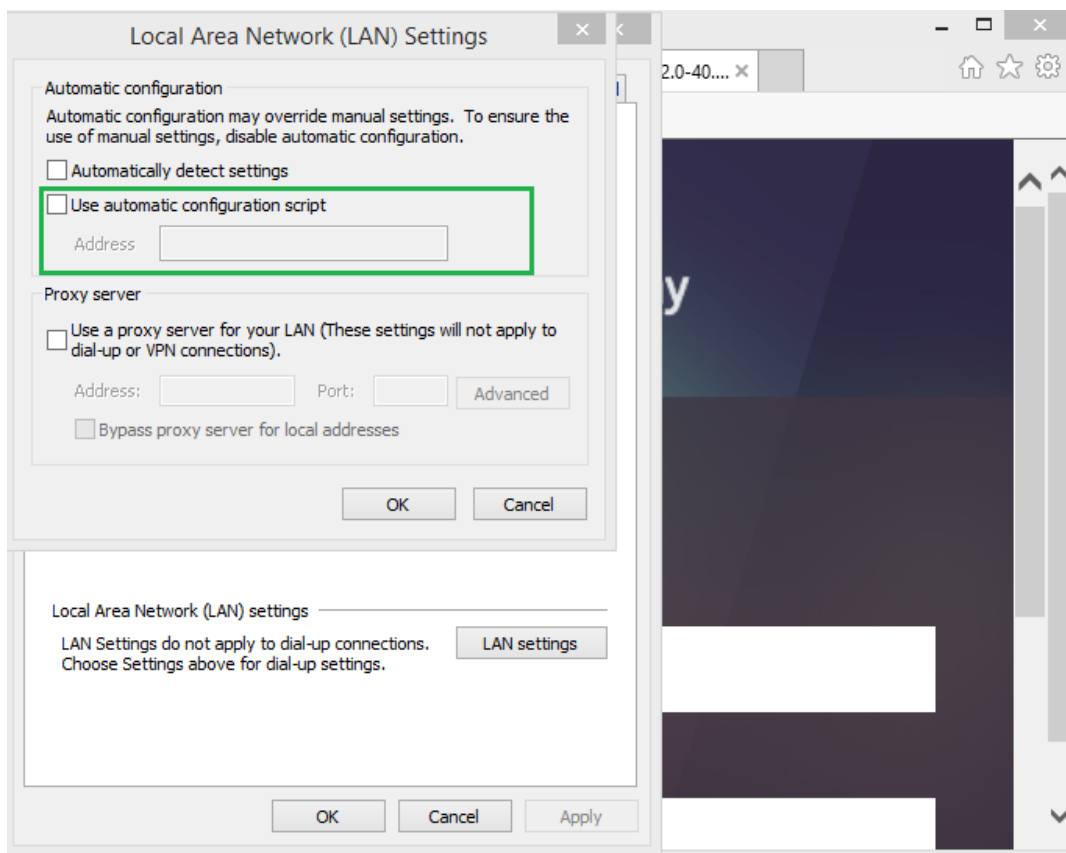 Local Area Network (LAN) Settings
2.0-40....
Automatic configuration
Automatic configuration may override manual settings. To ensure the
use of manual settings, disable automatic configuration.
Automatically detect settings
Use automatic configuration script
Address
Proxy server
Use a proxy server for your LAN (These settings will not apply to
dial-up or VPN connections).
Address:
Port:
Advanced
Bypass proxy server for local addresses
OK
Cancel
y
Local Area Network (LAN) settings
LAN Settings do not apply to dial-up connections.
Choose Settings above for dial-up settings.
LAN settings
OK
Cancel
Apply